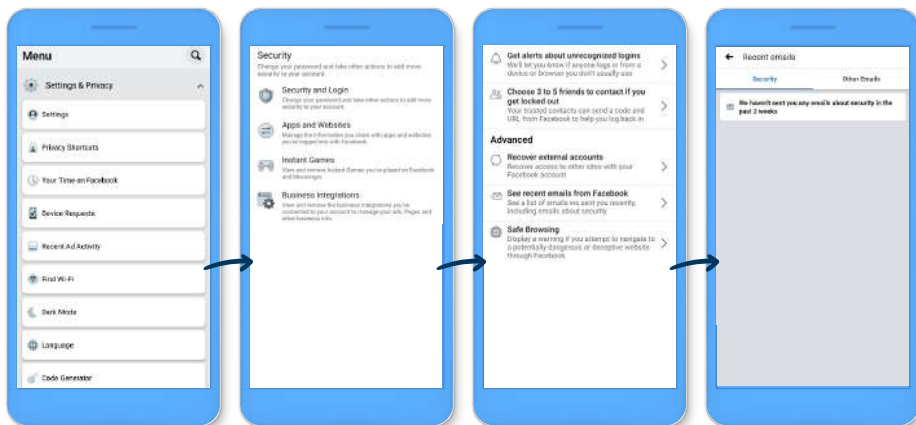 Menu
Settings & Privacy
Settings
Privacy Shortcuts
Your Time on Facebook
Device Requests
Recent Ad Activity
Find Wi-Fi
Dark Mode
Language
Code Generator
Security
Change your password and take other actions to add more
security to your account.
Security and Login
Change your password and take other actions to add more
security to your account.
Apps and Websites
Manage the information you share with apps and websites
you've logged into with Facebook.
Instant Games
View and remove Instant Games you've played on Facebook
and Messenger.
Business Integrations
View and remove the business integrations you've
connected to your account to manage your ads, Pages and
other business info.
Get alerts about unrecognized logins
We'll let you know if anyone logs in from a
device or browser you don't usually use
Choose 3 to 5 friends to contact if you
get locked out
Your trusted contacts can send a code and
URL from Facebook to help you log back in
Advanced
Recover external accounts
Recover access to other sites with your
Facebook account
See recent emails from Facebook
See a list of emails we sent you recently,
including emails about security
Safe Browsing
Display a warning if you attempt to navigate to
a potentially dangerous or deceptive website
through Facebook
Recent emails
Security
Other Emails
We haven't sent you any emails about security in the
past 2 weeks